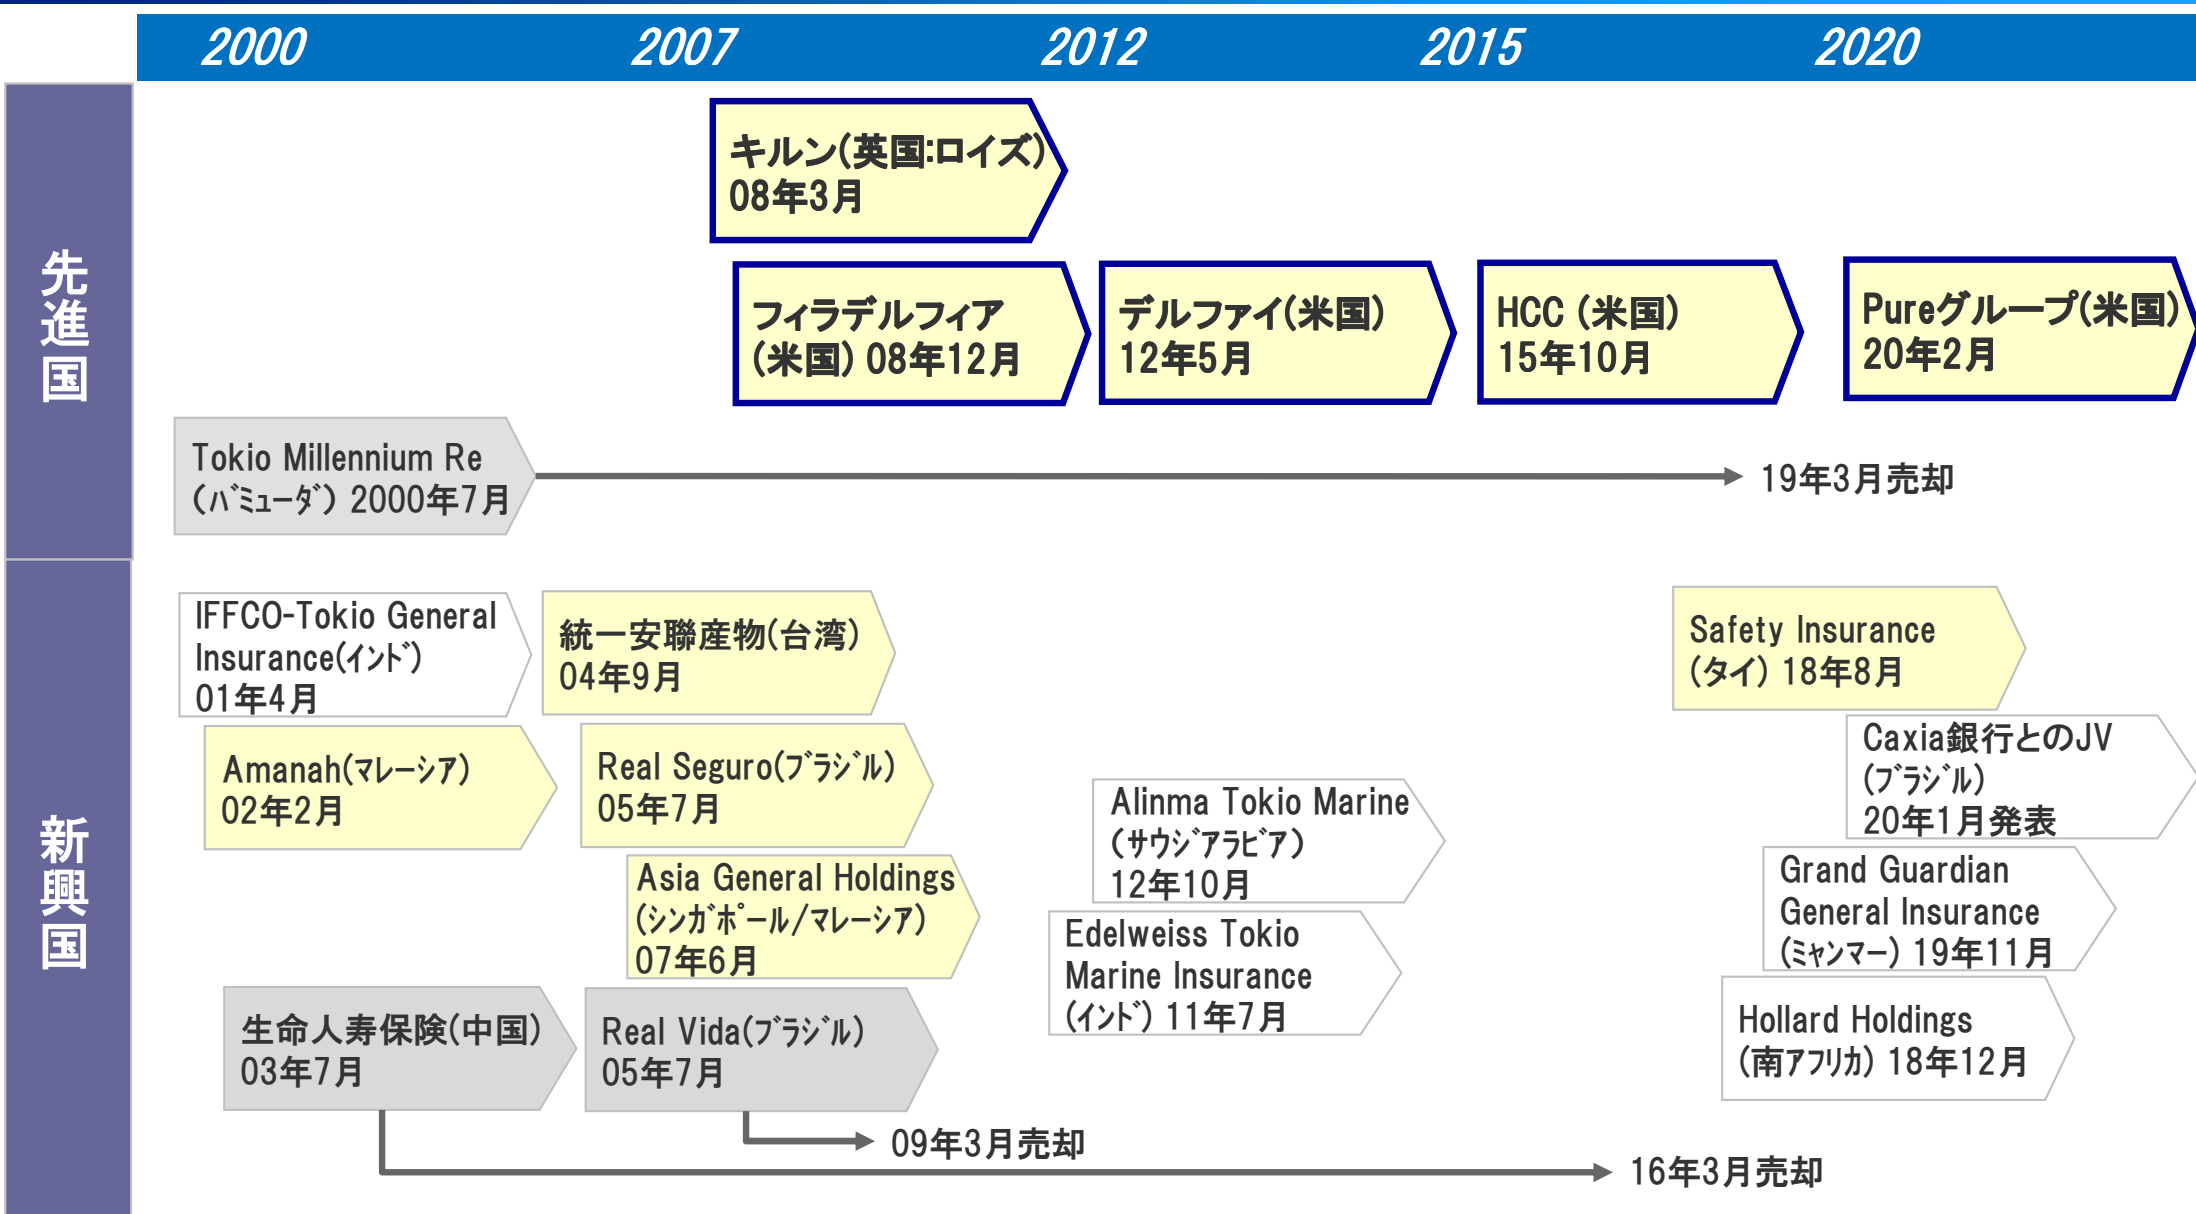 2000 2007 2012 2015 2020
先進国
キルン(英国:ロイズ)
08年3月
フィラデルフィア
(米国) 08年12月
デルファイ(米国)
12年5月
HCC (米国)
15年10月
Pureグループ(米国)
20年2月
Tokio Millennium Re
(ﾊﾞﾐｭｰﾀﾞ) 2000年7月
19年3月売却
新興国
IFFCO-Tokio General
Insurance(ｲﾝﾄﾞ)
01年4月
統一安聯産物(台湾)
04年9月
Safety Insurance
(タイ) 18年8月
Amanah(ﾏﾚｰｼｱ)
02年2月
Real Seguro(ﾌﾞﾗｼﾞﾙ)
05年7月
Caxia銀行とのJV
(ﾌﾞﾗｼﾞﾙ)
20年1月発表
Alinma Tokio Marine
(ｻｳｼﾞｱﾗﾋﾞｱ)
12年10月
Asia General Holdings
(ｼﾝｶﾞﾎﾟｰﾙ/ﾏﾚｰｼｱ)
07年6月
Grand Guardian
General Insurance
(ﾐｬﾝﾏｰ) 19年11月
Edelweiss Tokio
Marine Insurance
(ｲﾝﾄﾞ) 11年7月
生命人寿保険(中国)
03年7月
Real Vida(ﾌﾞﾗｼﾞﾙ)
05年7月
Hollard Holdings
(南ｱﾌﾘｶ) 18年12月
09年3月売却
16年3月売却